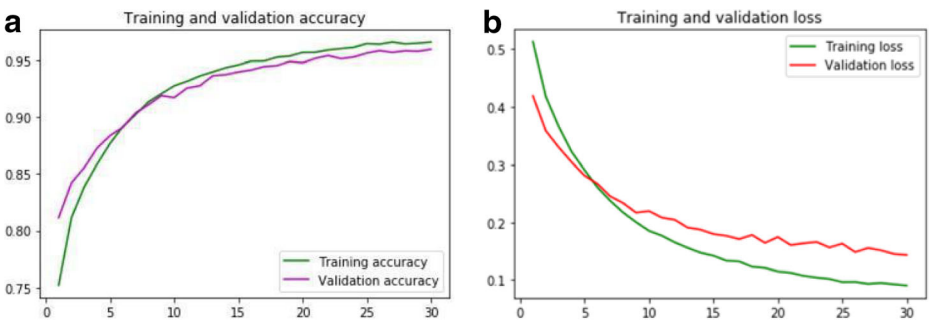 a
Training and validation accuracy
0.95
0.90
0.85
0.80
0.75
Training accuracy
Validation accuracy
0 5 10 15 20 25 30
b
Training and validation loss
0.5
0.4
0.3
0.2
0.1
Training loss
Validation loss
0 5 10 15 20 25 30